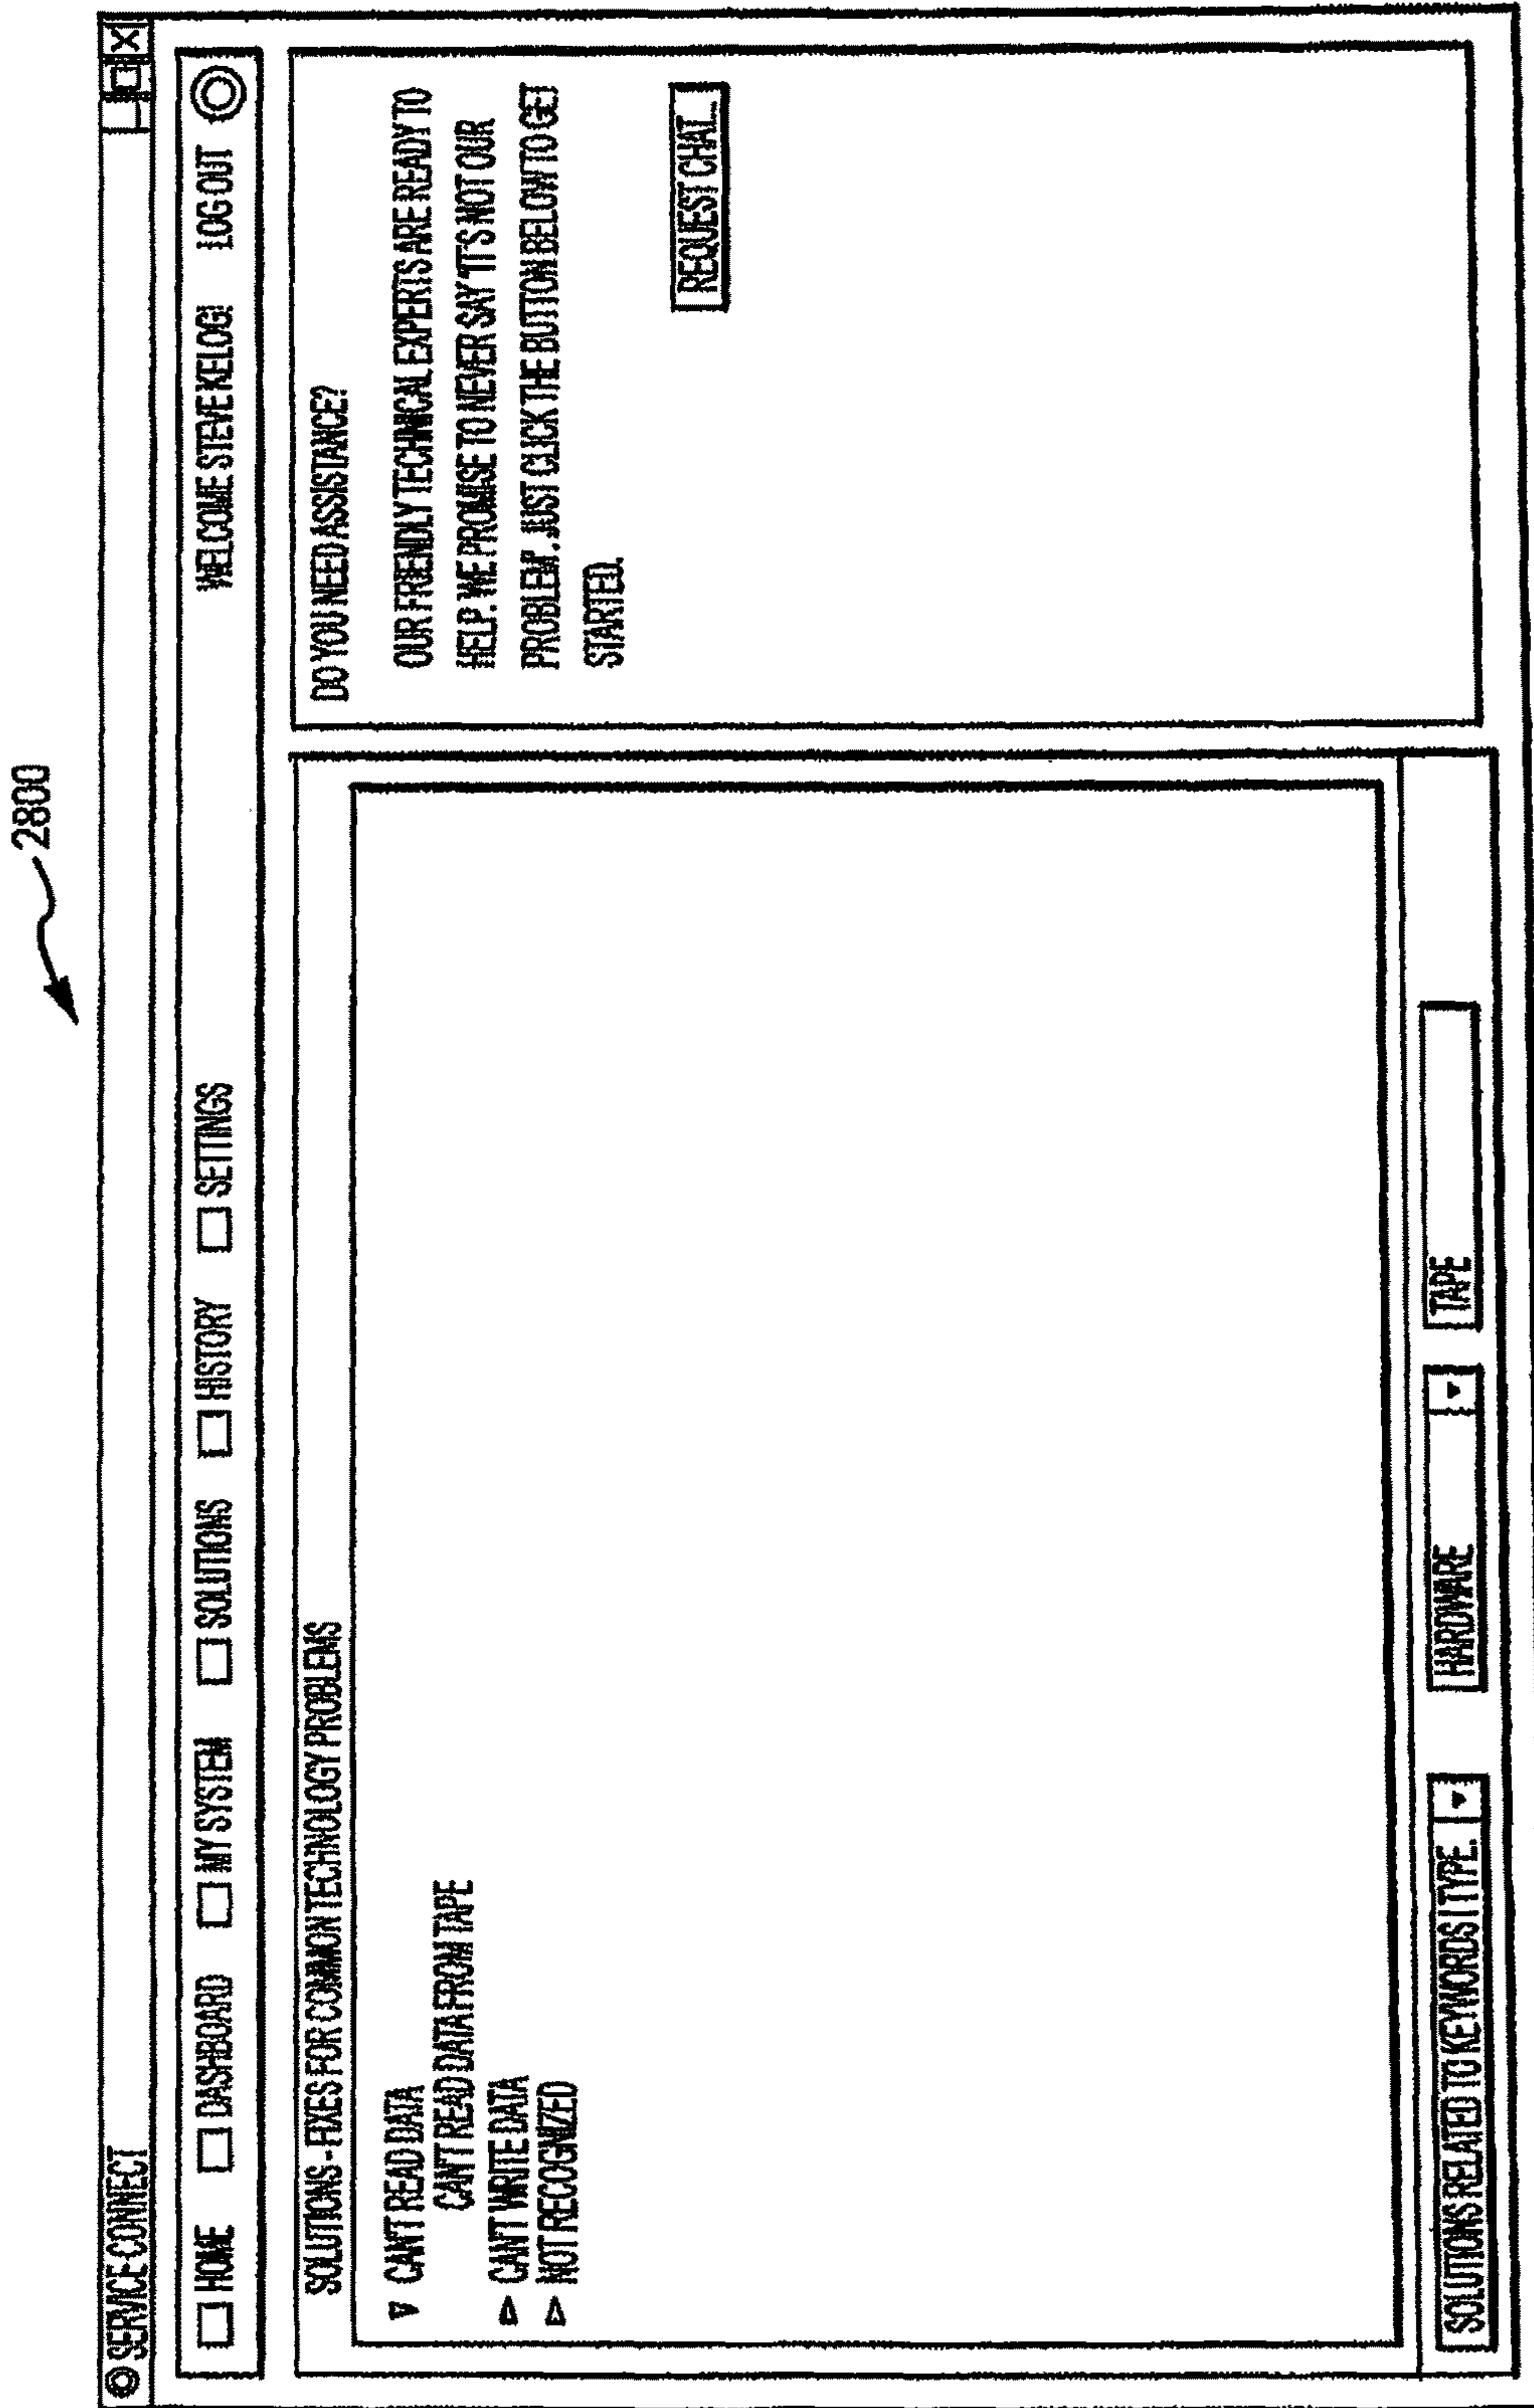 2800
SERVICE CONNECT
HOME DASHBOARD MY SYSTEM SOLUTIONS HISTORY SETTINGS WELCOME STEVE KELOG! LOG OUT
SOLUTIONS - FIXES FOR COMMON TECHNOLOGY PROBLEMS
CAN'T READ DATA
CAN'T READ DATA FROM TAPE
CAN'T WRITE DATA
NOT RECOGNIZED
SOLUTIONS RELATED TO KEYWORDS I TYPE. HARDWARE TAPE
DO YOU NEED ASSISTANCE?
OUR FRIENDLY TECHNICAL EXPERTS ARE READY TO
HELP. WE PROMISE TO NEVER SAY "IT'S NOT OUR
PROBLEM". JUST CLICK THE BUTTON BELOW TO GET
STARTED.
REQUEST CHAT...